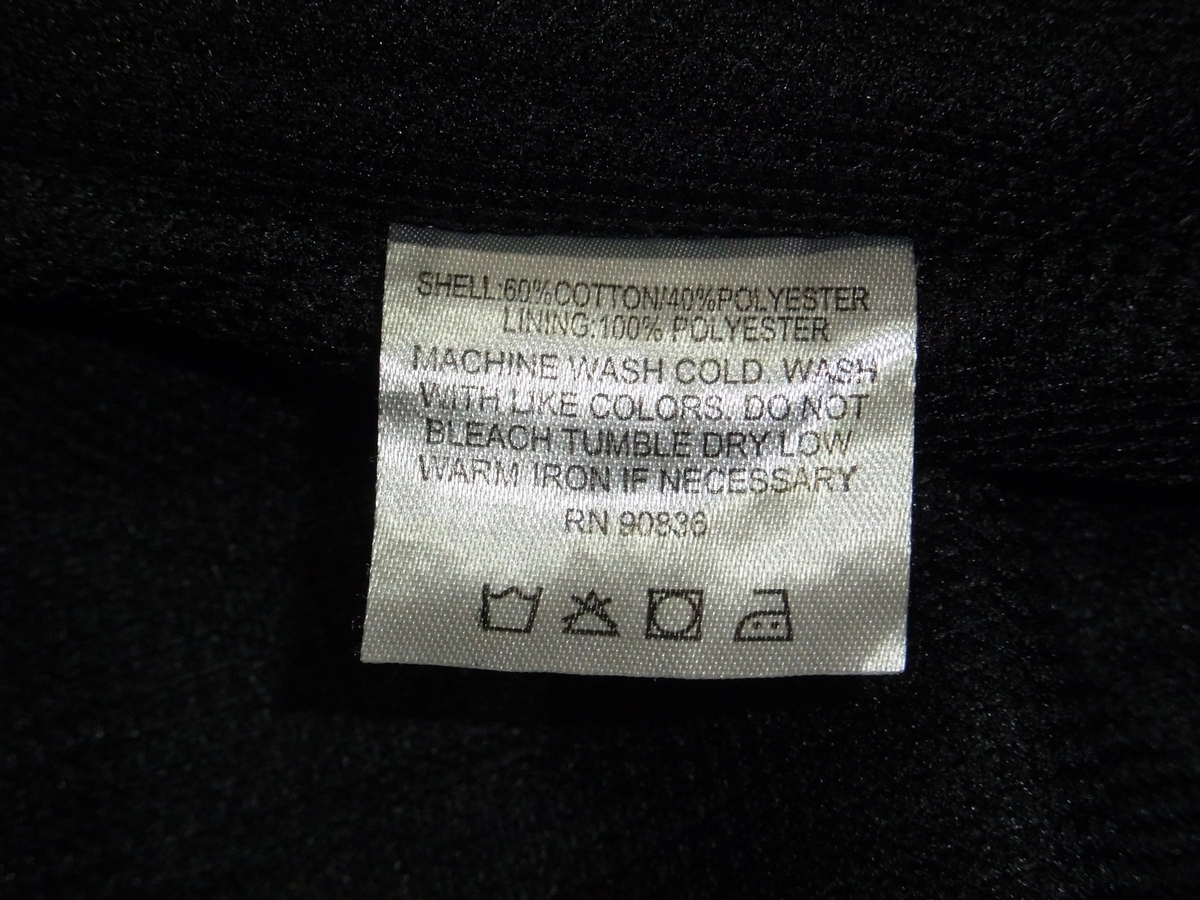 SHELL:60%COTTON/40%POLYESTER
LINING:100% POLYESTER
MACHINE WASH COLD. WASH
WITH LIKE COLORS. DO NOT
BLEACH TUMBLE DRY LOW
WARM IRON IF NECESSARY
RN 90836